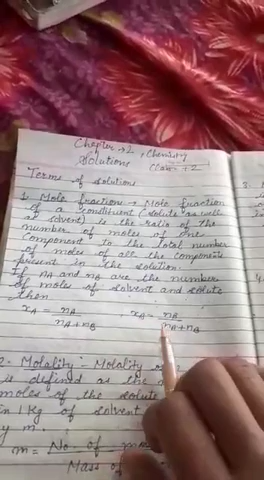 Chapter → 2, Chemistry
Solutions Class - +2
Terms of solutions
1. Mole fraction → Mole fraction
of a constituent (solute as well
as solvent) is the ratio of the
number of moles of one
component to the total number
of moles of all the components
present in the solution.
If nA and nB are the number
of moles of solvent and solute
then
xA = nA / nA + nB , xB = nB / nA + nB
2 - Molality - Molality of
is defined as the
moles of the solute
in 1 kg of solvent
by m.
m = No. of
Mass of